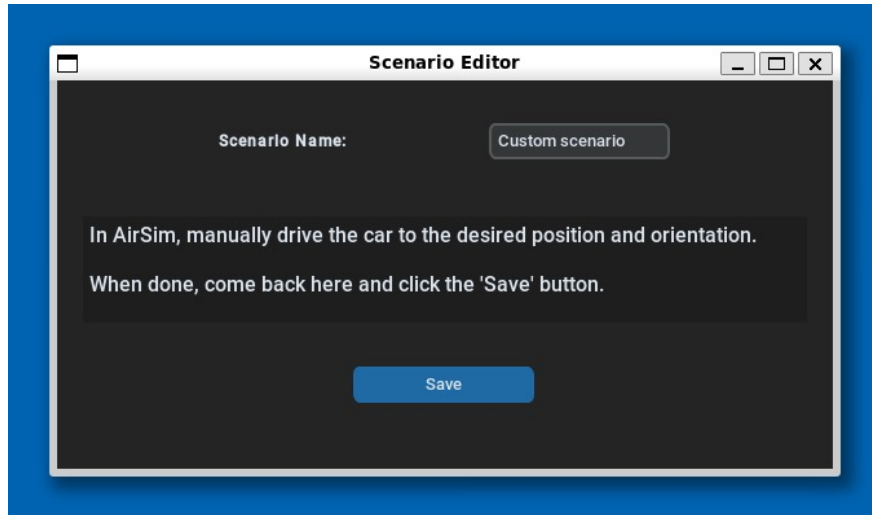 Scenario Editor
Scenario Name:
Custom scenario
In AirSim, manually drive the car to the desired position and orientation.
When done, come back here and click the 'Save' button.
Save